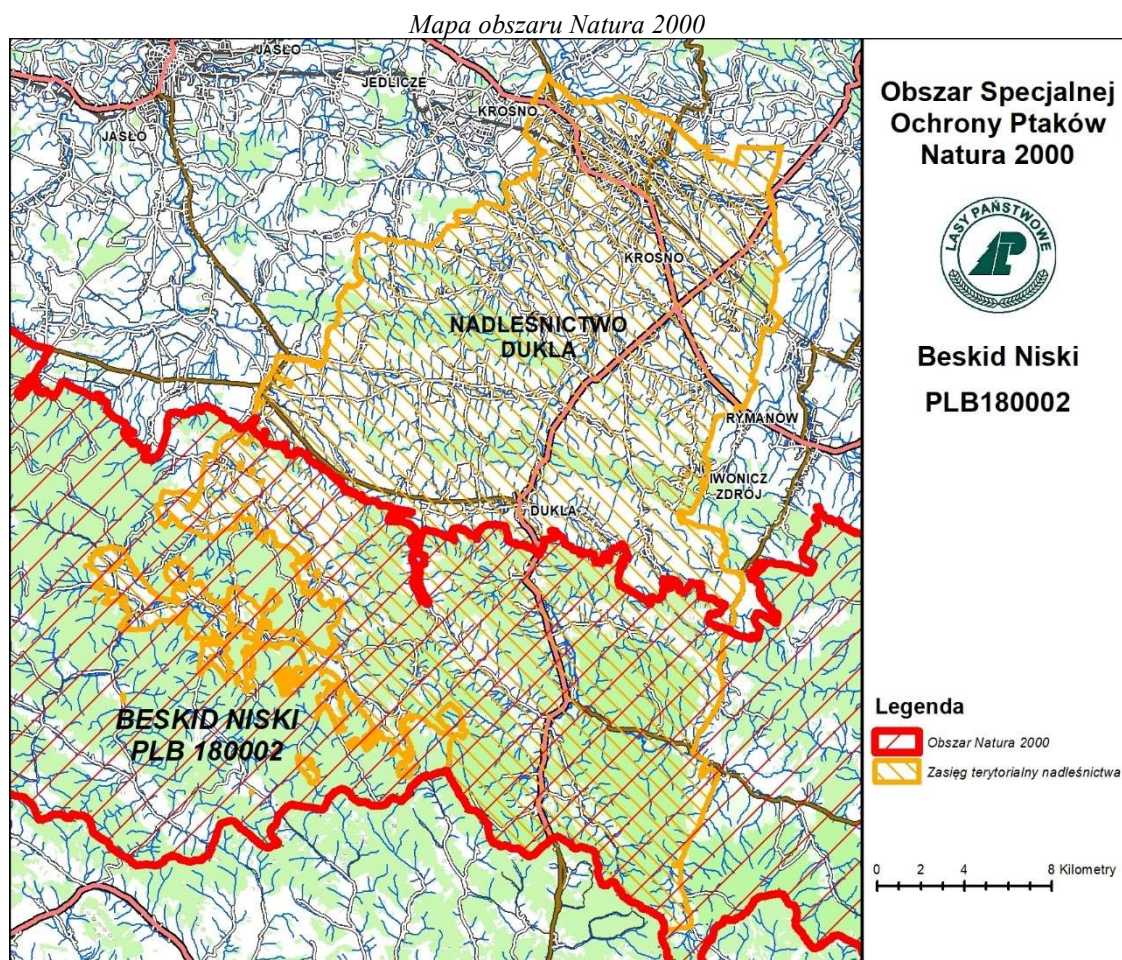 Mapa obszaru Natura 2000
JASŁO
JEDLICZE
KROSNO
JASŁO
KROSNO
NADLEŚNICTWO
DUKLA
RYMANÓW
IWONICZ
ZDRÓJ
DUKLA
BESKID NISKI
PLB 180002
Obszar Specjalnej
Ochrony Ptaków
Natura 2000
LASY PAŃSTWOWE
LP
Beskid Niski
PLB180002
Legenda
Obszar Natura 2000
Zasięg terytorialny nadleśnictwa
0 2 4 8 Kilometry